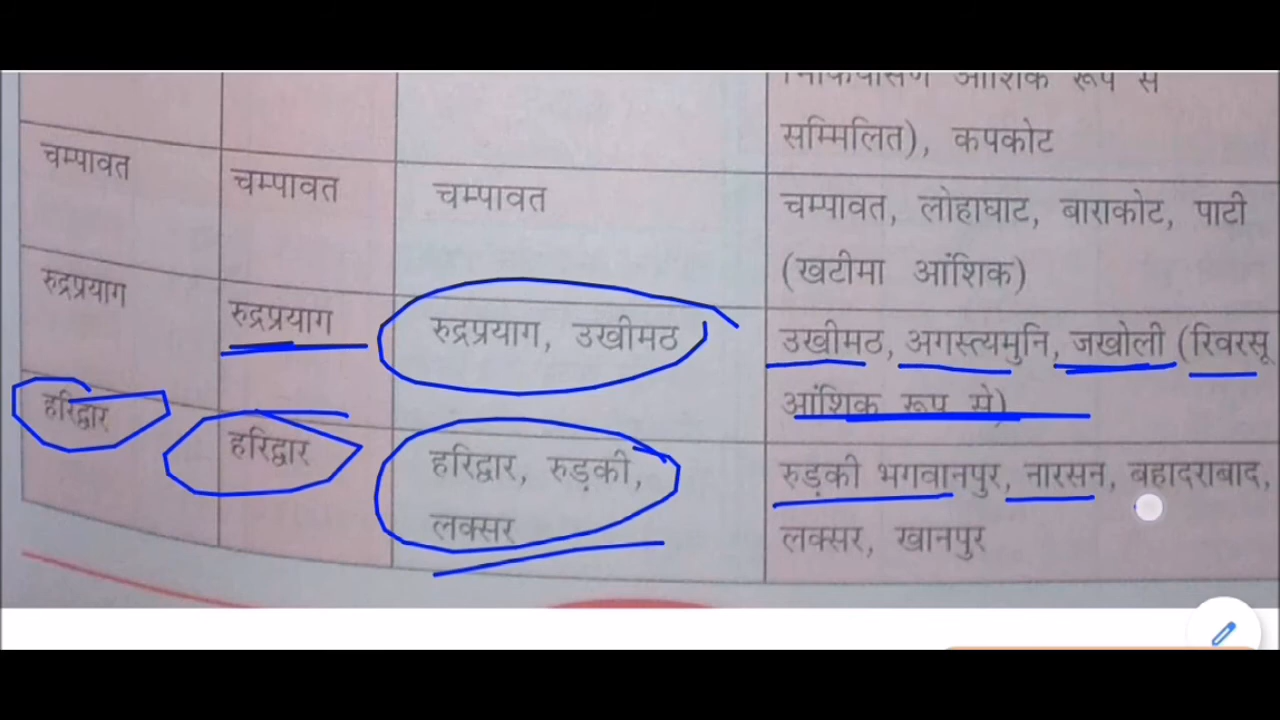 आंशिक रूप से
सम्मिलित), कपकोट
चम्पावत चम्पावत चम्पावत चम्पावत, लोहाघाट, बाराकोट, पाटी
(खटीमा आंशिक)
रुद्रप्रयाग रुद्रप्रयाग रुद्रप्रयाग, उखीमठ उखीमठ, अगस्त्यमुनि, जखोली (रिवरसू
आंशिक रूप से)
हरिद्वार हरिद्वार हरिद्वार, रुड़की, रुड़की भगवानपुर, नारसन, बहादराबाद,
लक्सर लक्सर, खानपुर